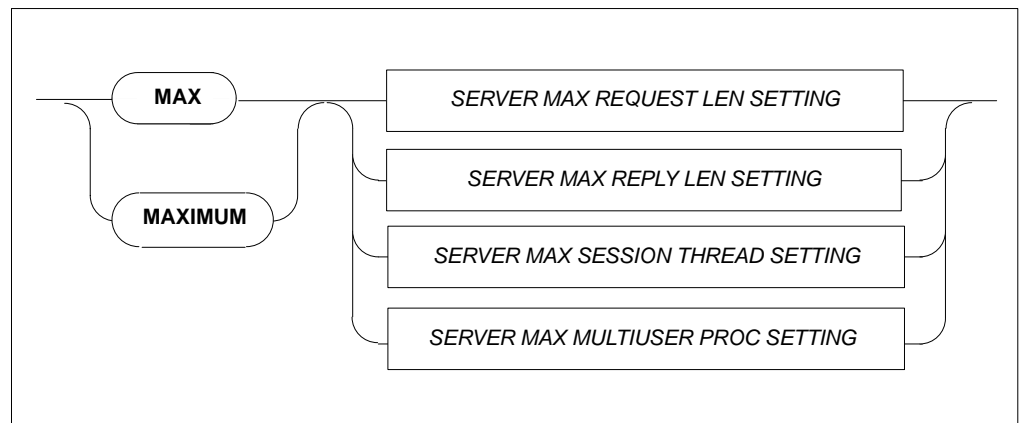 MAX
MAXIMUM
SERVER MAX REQUEST LEN SETTING
SERVER MAX REPLY LEN SETTING
SERVER MAX SESSION THREAD SETTING
SERVER MAX MULTIUSER PROC SETTING